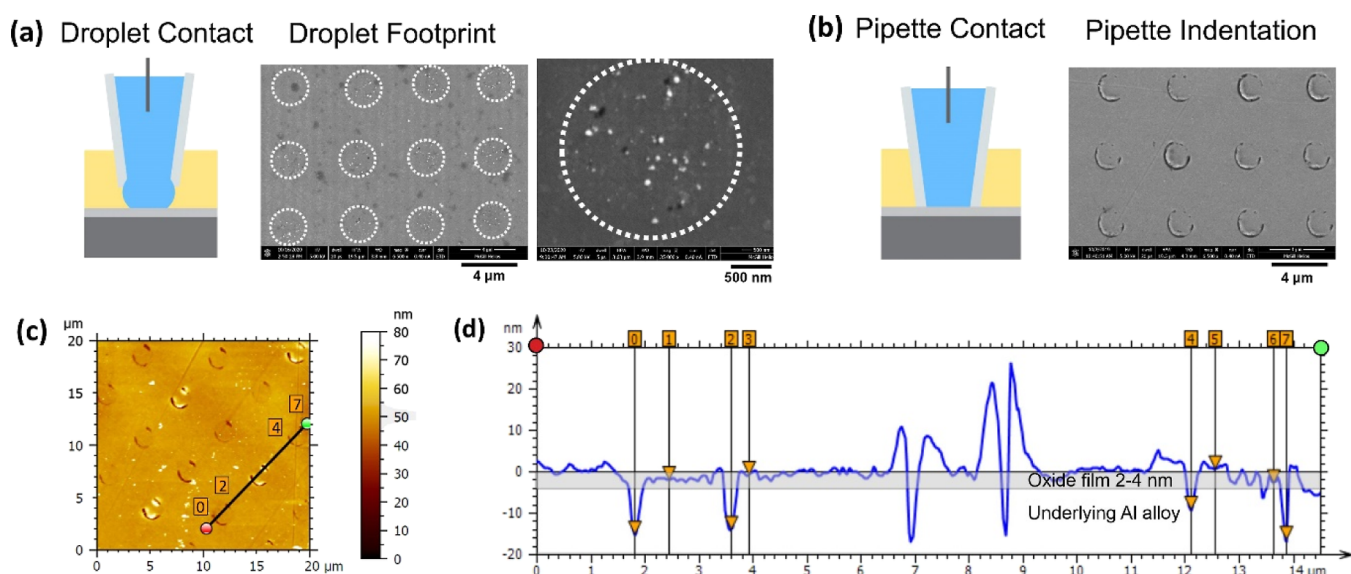 (a) Droplet Contact Droplet Footprint
(b) Pipette Contact Pipette Indentation
4 µm
500 nm
4 µm
(c)
µm
20
15
10
5
0
0 5 10 15 20 µm
0
2
4
7
nm
80
70
60
50
40
30
20
10
0
(d)
nm
30
20
10
0
-10
-20
0 1 2 3 4 5 6 7
Oxide film 2-4 nm
Underlying Al alloy
0 1 2 3 4 5 6 7 8 9 10 11 12 13 14 µm